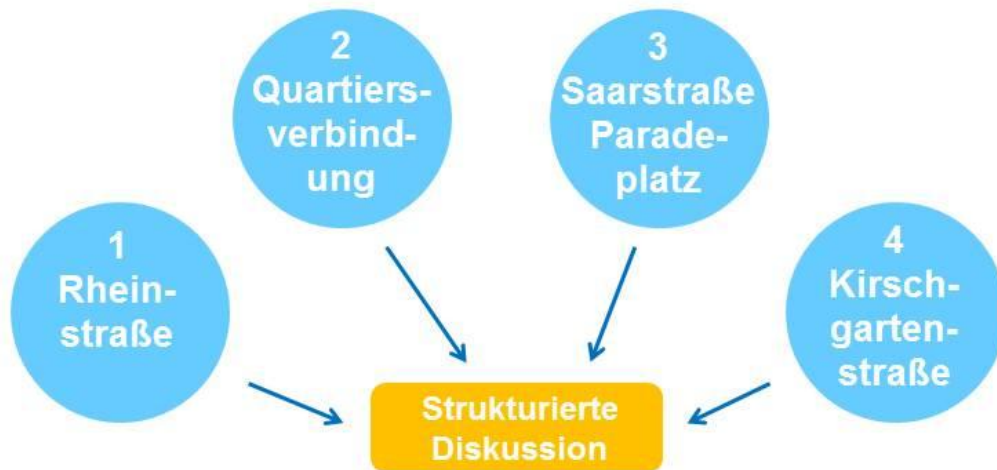 1
Rhein-
straße
2
Quartiers-
verbind-
ung
3
Saarstraße
Parade-
platz
4
Kirsch-
garten-
straße
Strukturierte
Diskussion